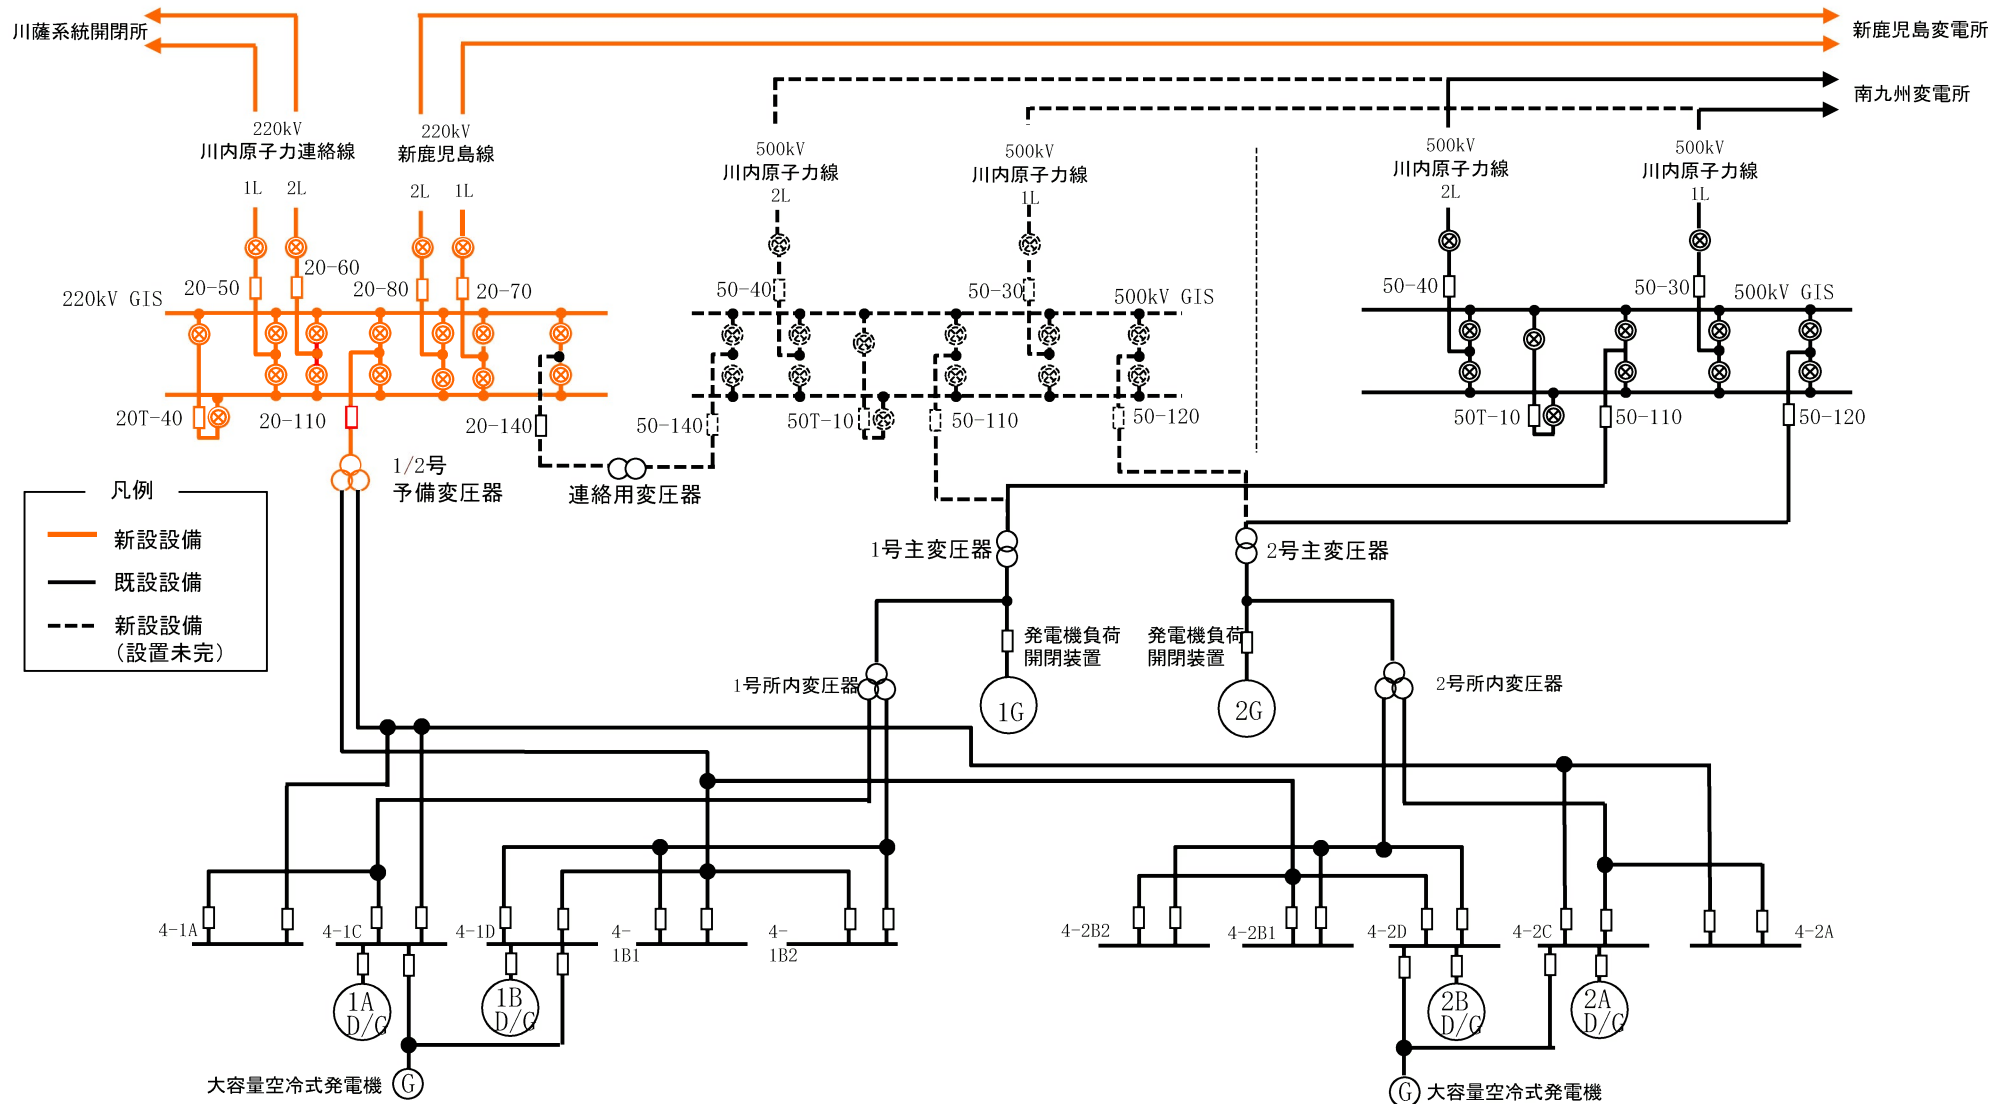 川薩系統開閉所
新鹿児島変電所
南九州変電所
220kV
川内原子力連絡線
1L
2L
220kV
新鹿児島線
2L
1L
500kV
川内原子力線
2L
500kV
川内原子力線
1L
500kV
川内原子力線
2L
500kV
川内原子力線
1L
220kV GIS
20-50
20-60
20-80
20-70
50-40
50-30
500kV GIS
50-40
50-30
500kV GIS
20T-40
20-110
20-140
50-140
50T-10
50-110
50-120
50T-10
50-110
50-120
1/2号
予備変圧器
連絡用変圧器
凡例
新設設備
既設設備
新設設備
(設置未完)
1号主変圧器
2号主変圧器
発電機負荷
開閉装置
発電機負荷
開閉装置
1号所内変圧器
1G
2G
2号所内変圧器
4-1A
4-1C
4-1D
4-
1B1
4-
1B2
4-2B2
4-2B1
4-2D
4-2C
4-2A
1A
D/G
1B
D/G
2B
D/G
2A
D/G
大容量空冷式発電機
G
G
大容量空冷式発電機